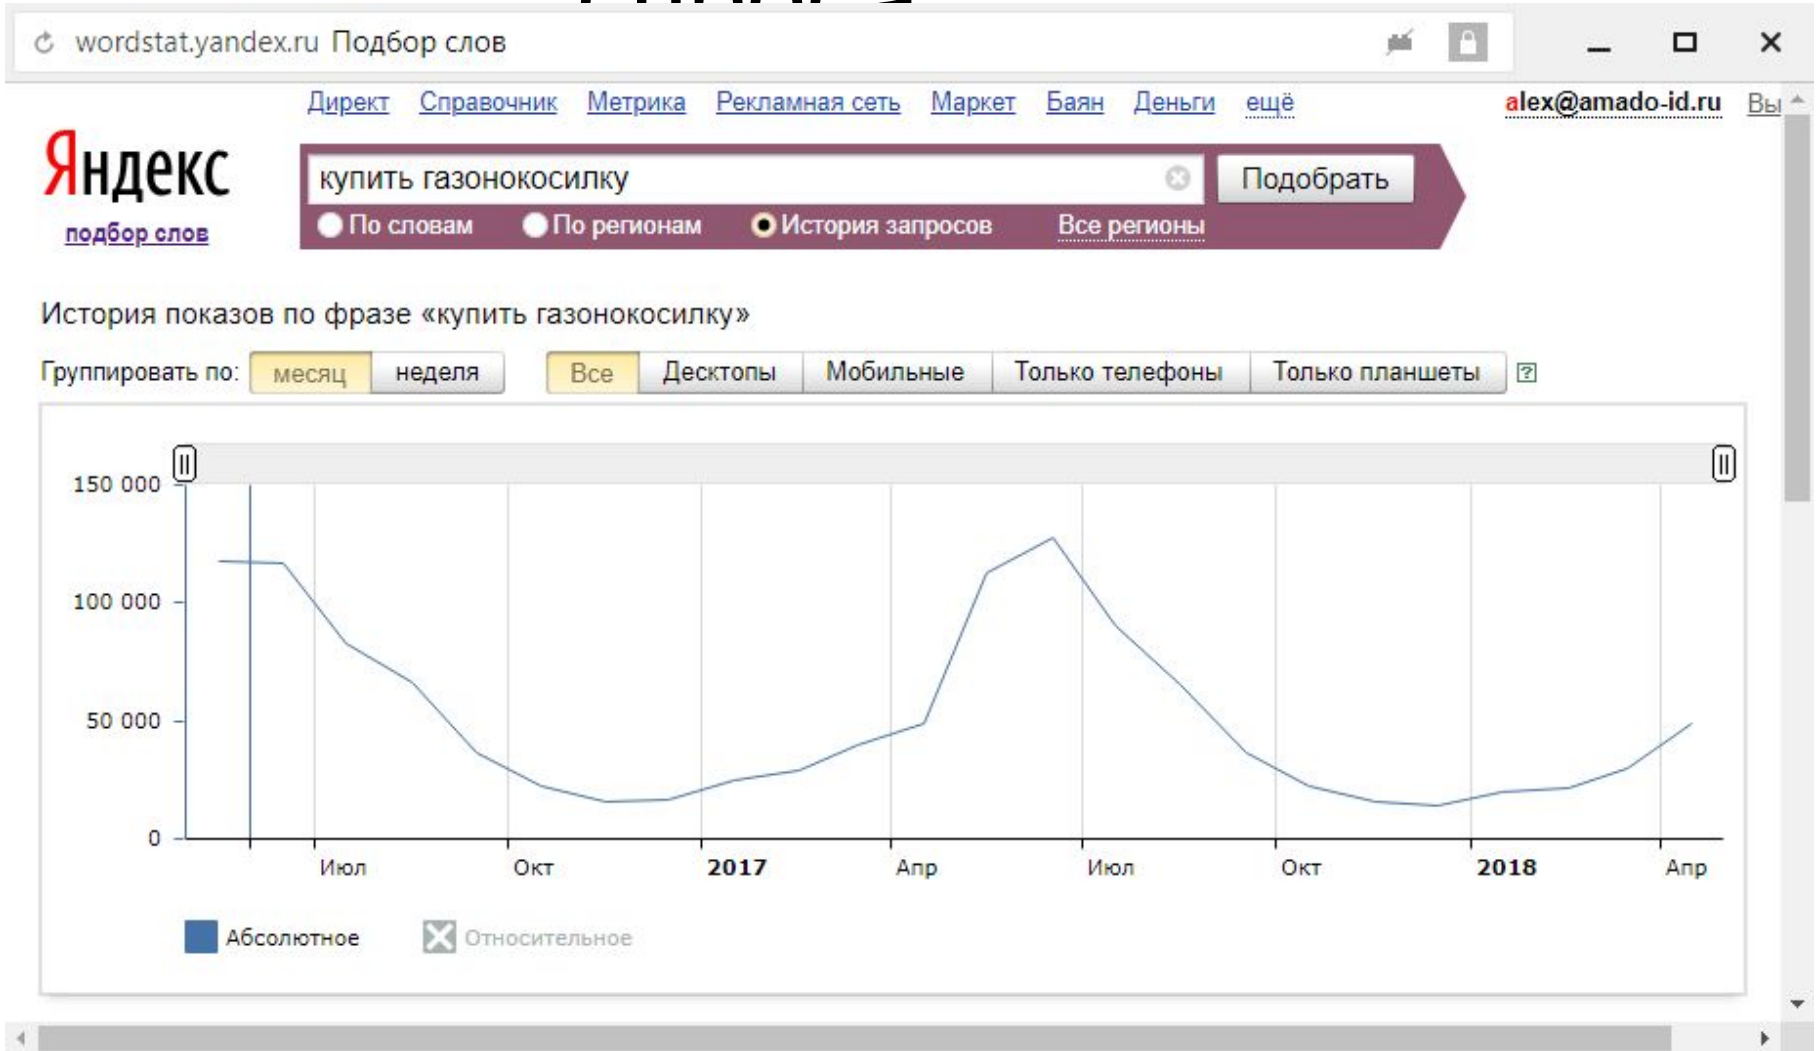 wordstat.yandex.ru Подбор слов
Директ Справочник Метрика Рекламная сеть Маркет Баян Деньги ещё alex@amado-id.ru Вы
Яндекс
подбор слов
купить газонокосилку Подобрать
По словам По регионам История запросов Все регионы
История показов по фразе «купить газонокосилку»
Группировать по: месяц неделя Все Десктопы Мобильные Только телефоны Только планшеты ?
150 000
100 000
50 000
0
Июл Окт 2017 Апр Июл Окт 2018 Апр
Абсолютное Относительное